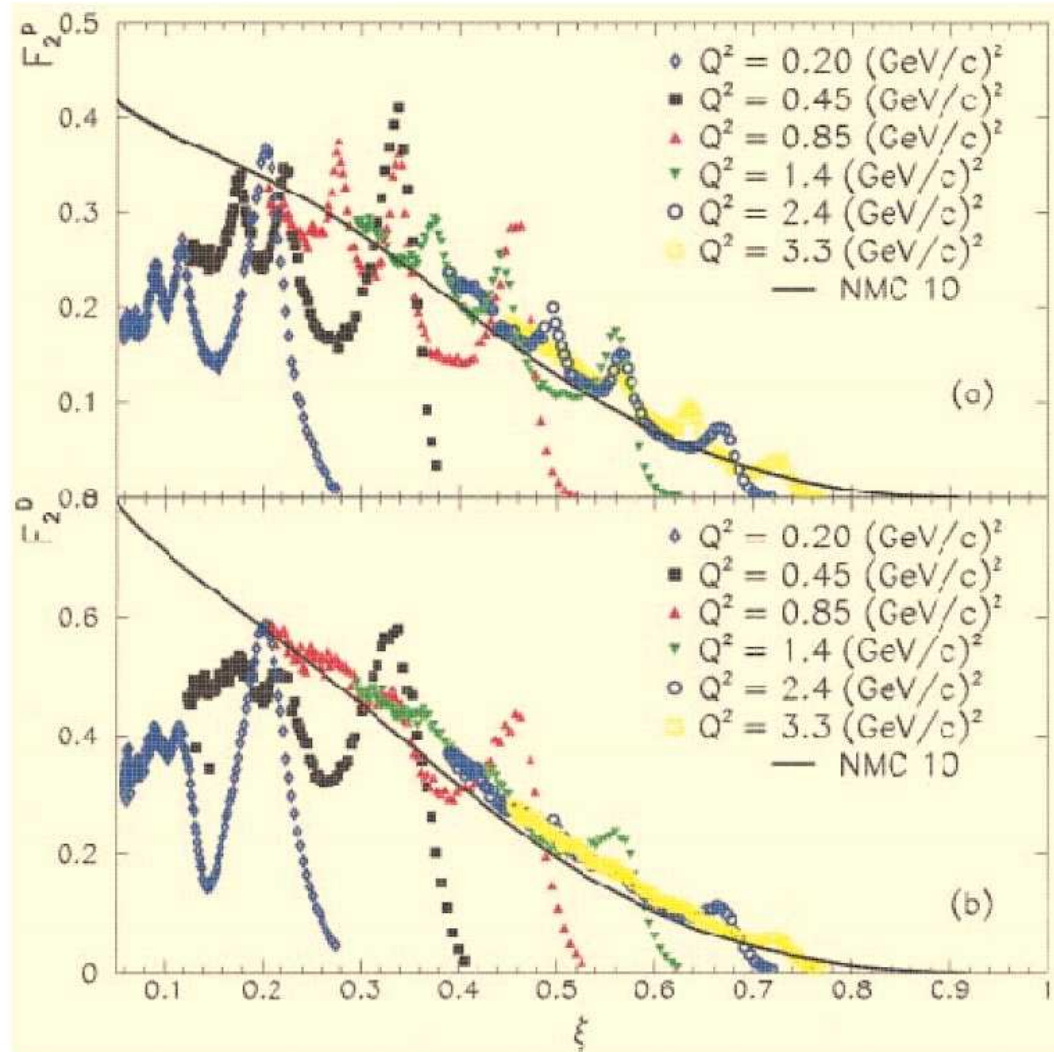 F₂ᴾ
0.5
0.4
0.3
0.2
0.1
Q² = 0.20 (GeV/c)²
Q² = 0.45 (GeV/c)²
Q² = 0.85 (GeV/c)²
Q² = 1.4 (GeV/c)²
Q² = 2.4 (GeV/c)²
Q² = 3.3 (GeV/c)²
NMC 10
(a)
F₂ᴰ
0.8
0.6
0.4
0.2
0
Q² = 0.20 (GeV/c)²
Q² = 0.45 (GeV/c)²
Q² = 0.85 (GeV/c)²
Q² = 1.4 (GeV/c)²
Q² = 2.4 (GeV/c)²
Q² = 3.3 (GeV/c)²
NMC 10
(b)
0.1 0.2 0.3 0.4 0.5 0.6 0.7 0.8 0.9 1
ξ